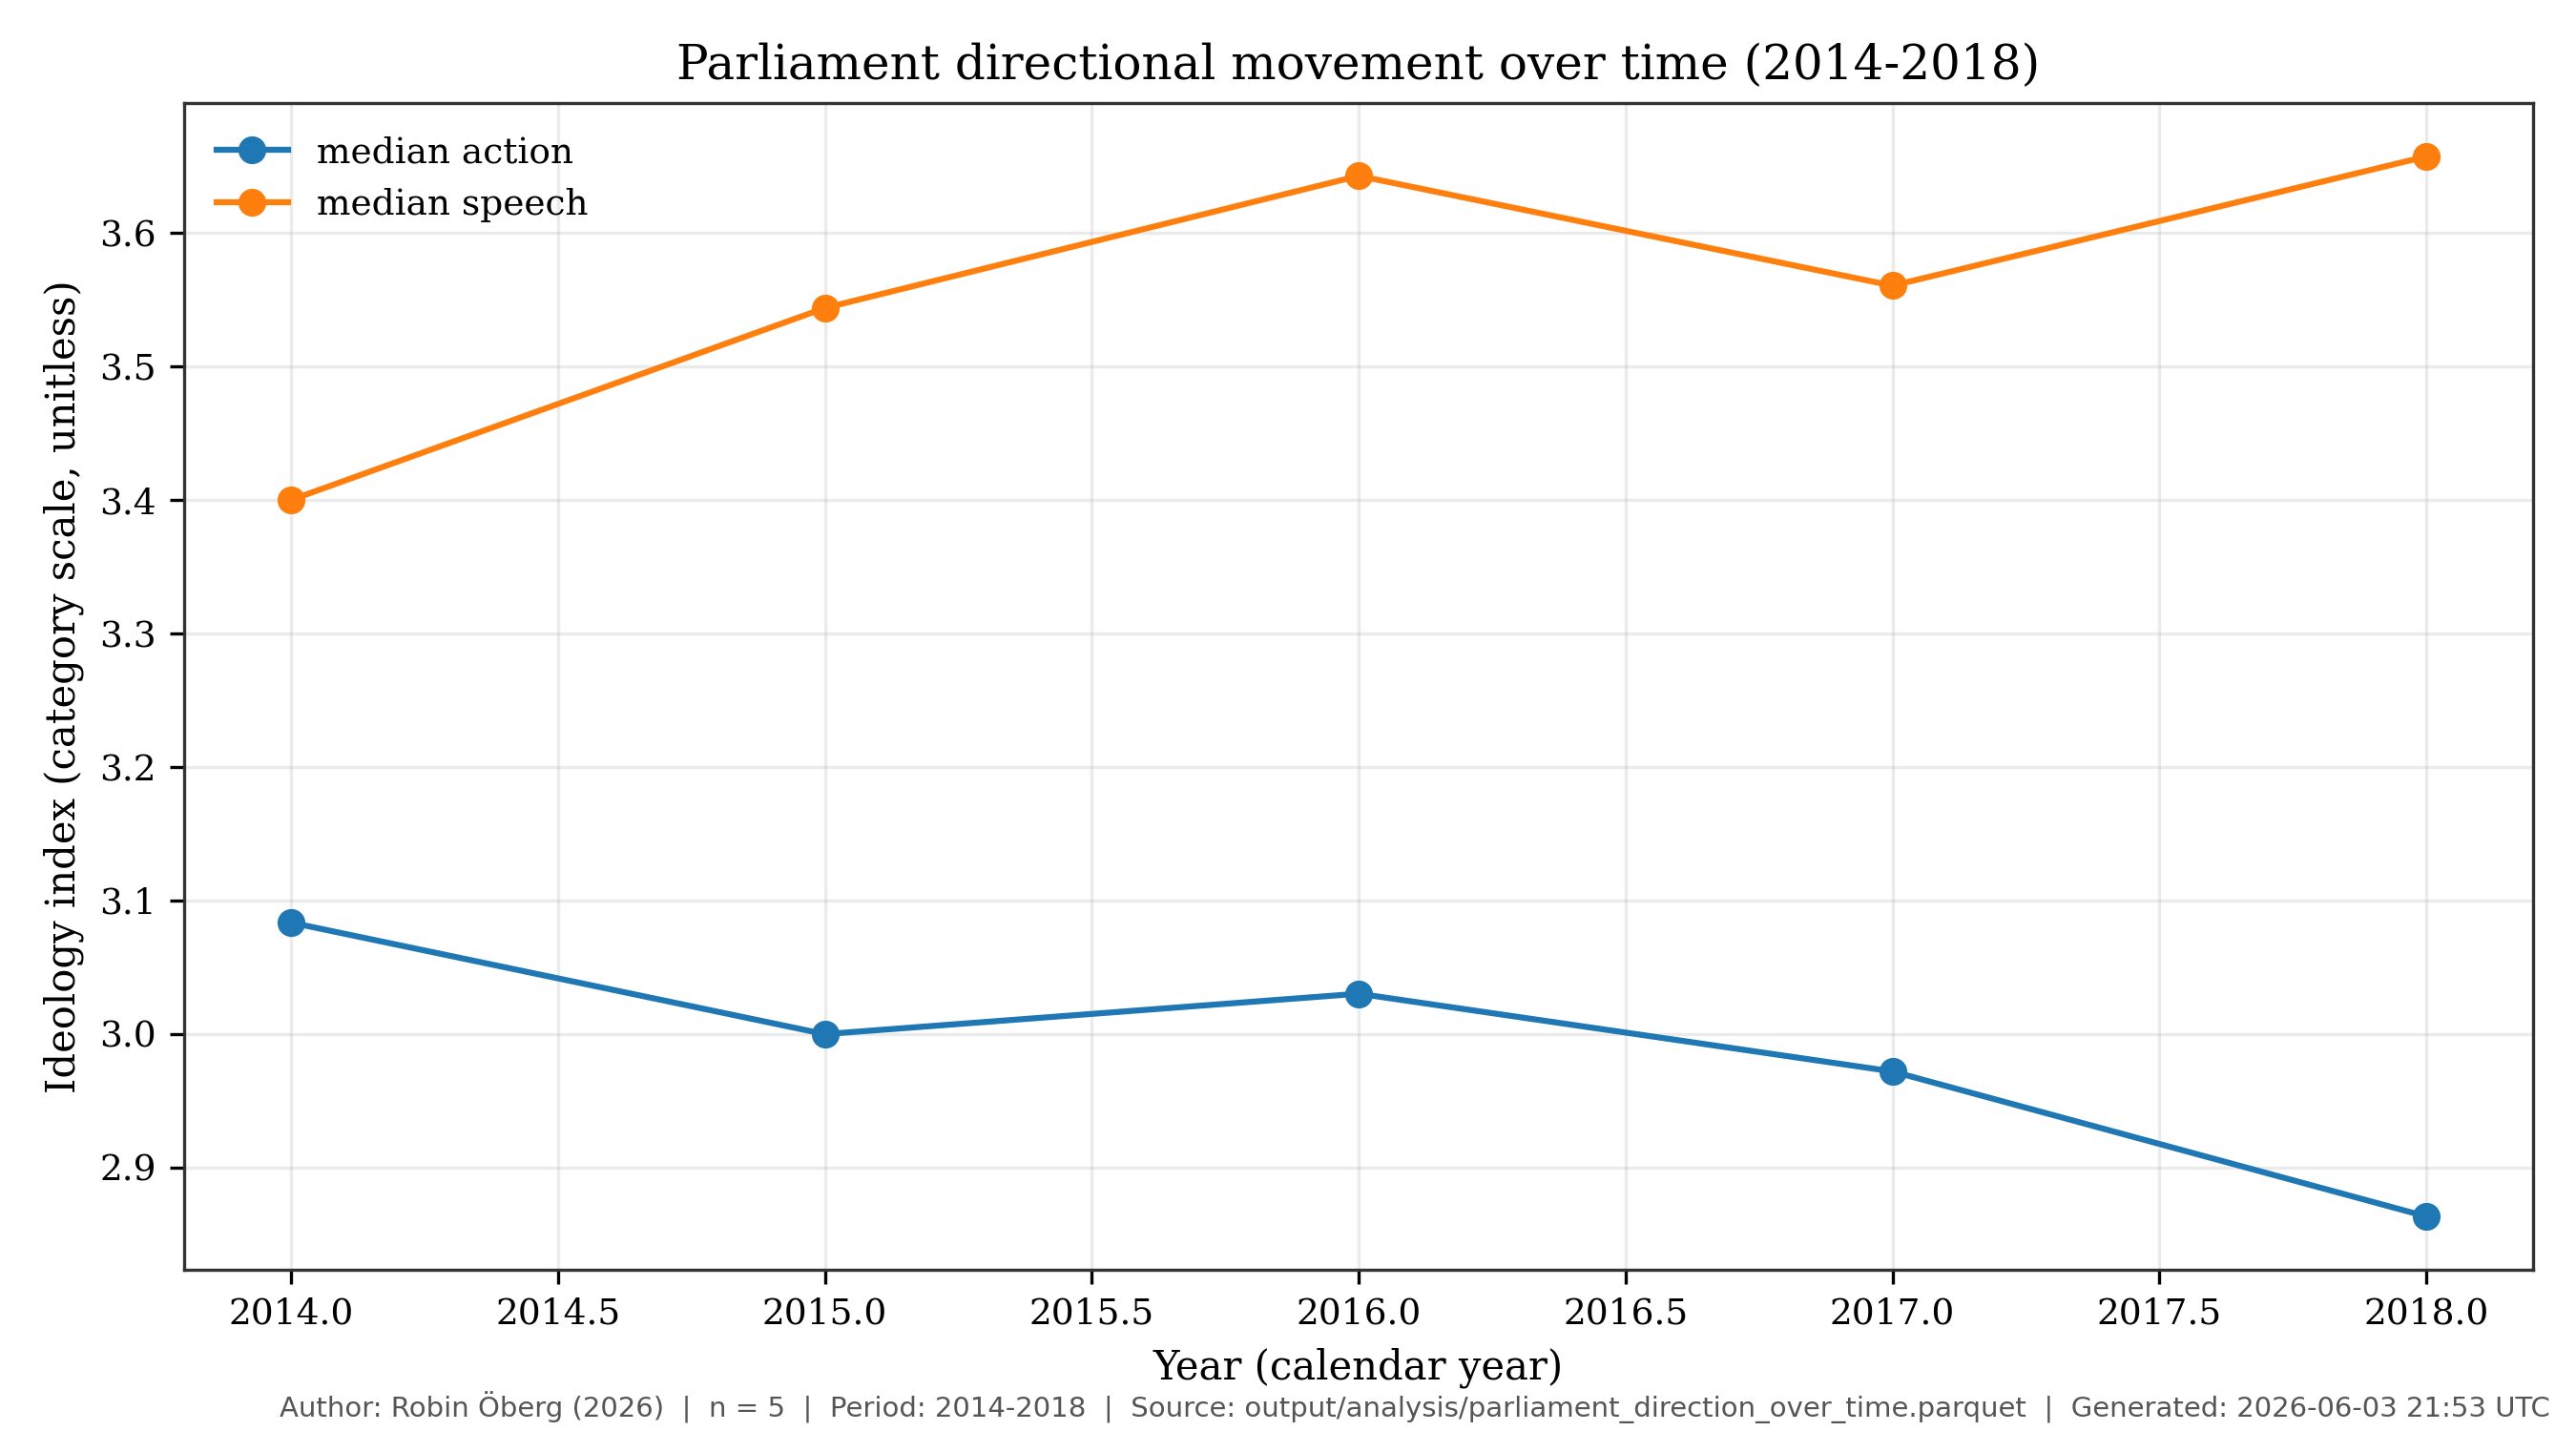 Parliament directional movement over time (2014-2018)
median action
median speech
Ideology index (category scale, unitless)
3.6
3.5
3.4
3.3
3.2
3.1
3.0
2.9
2014.0 2014.5 2015.0 2015.5 2016.0 2016.5 2017.0 2017.5 2018.0
Year (calendar year)
Author: Robin Öberg (2026) | n = 5 | Period: 2014-2018 | Source: output/analysis/parliament_direction_over_time.parquet | Generated: 2026-06-03 21:53 UTC